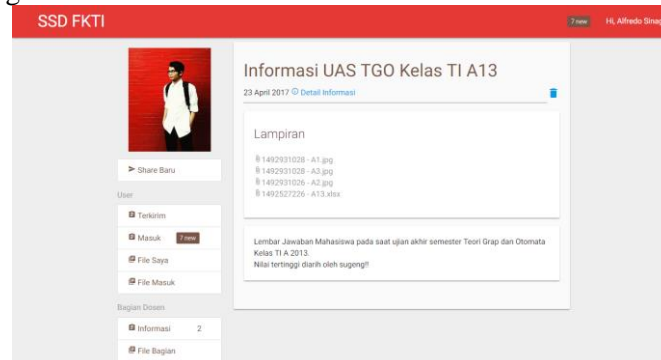 SSD FKTI
7 new
Hi, Alfredo Sinag
Share Baru
User
Terkirim
Masuk 7 new
File Saya
File Masuk
Bagian Dosen
Informasi 2
File Bagian
Informasi UAS TGO Kelas TI A13
23 April 2017 Detail Informasi
Lampiran
1492931028 - A1.jpg
1492931028 - A3.jpg
1492931026 - A2.jpg
1492527226 - A13.xlsx
Lembar Jawaban Mahasiswa pada saat ujian akhir semester Teori Grap dan Otomata
Kelas TI A 2013.
Nilai tertinggi diarih oleh sugeng!!